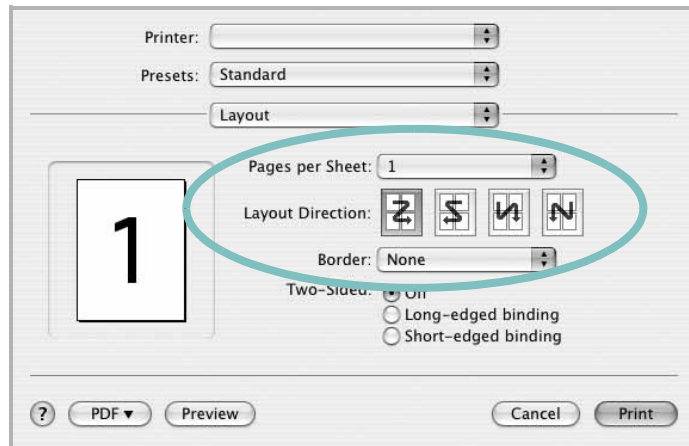 Printer:
Presets: Standard
Layout
Pages per Sheet: 1
Layout Direction:
1
Border: None
Two-Sided: Off
Long-edged binding
Short-edged binding
? PDF▼ Preview Cancel Print